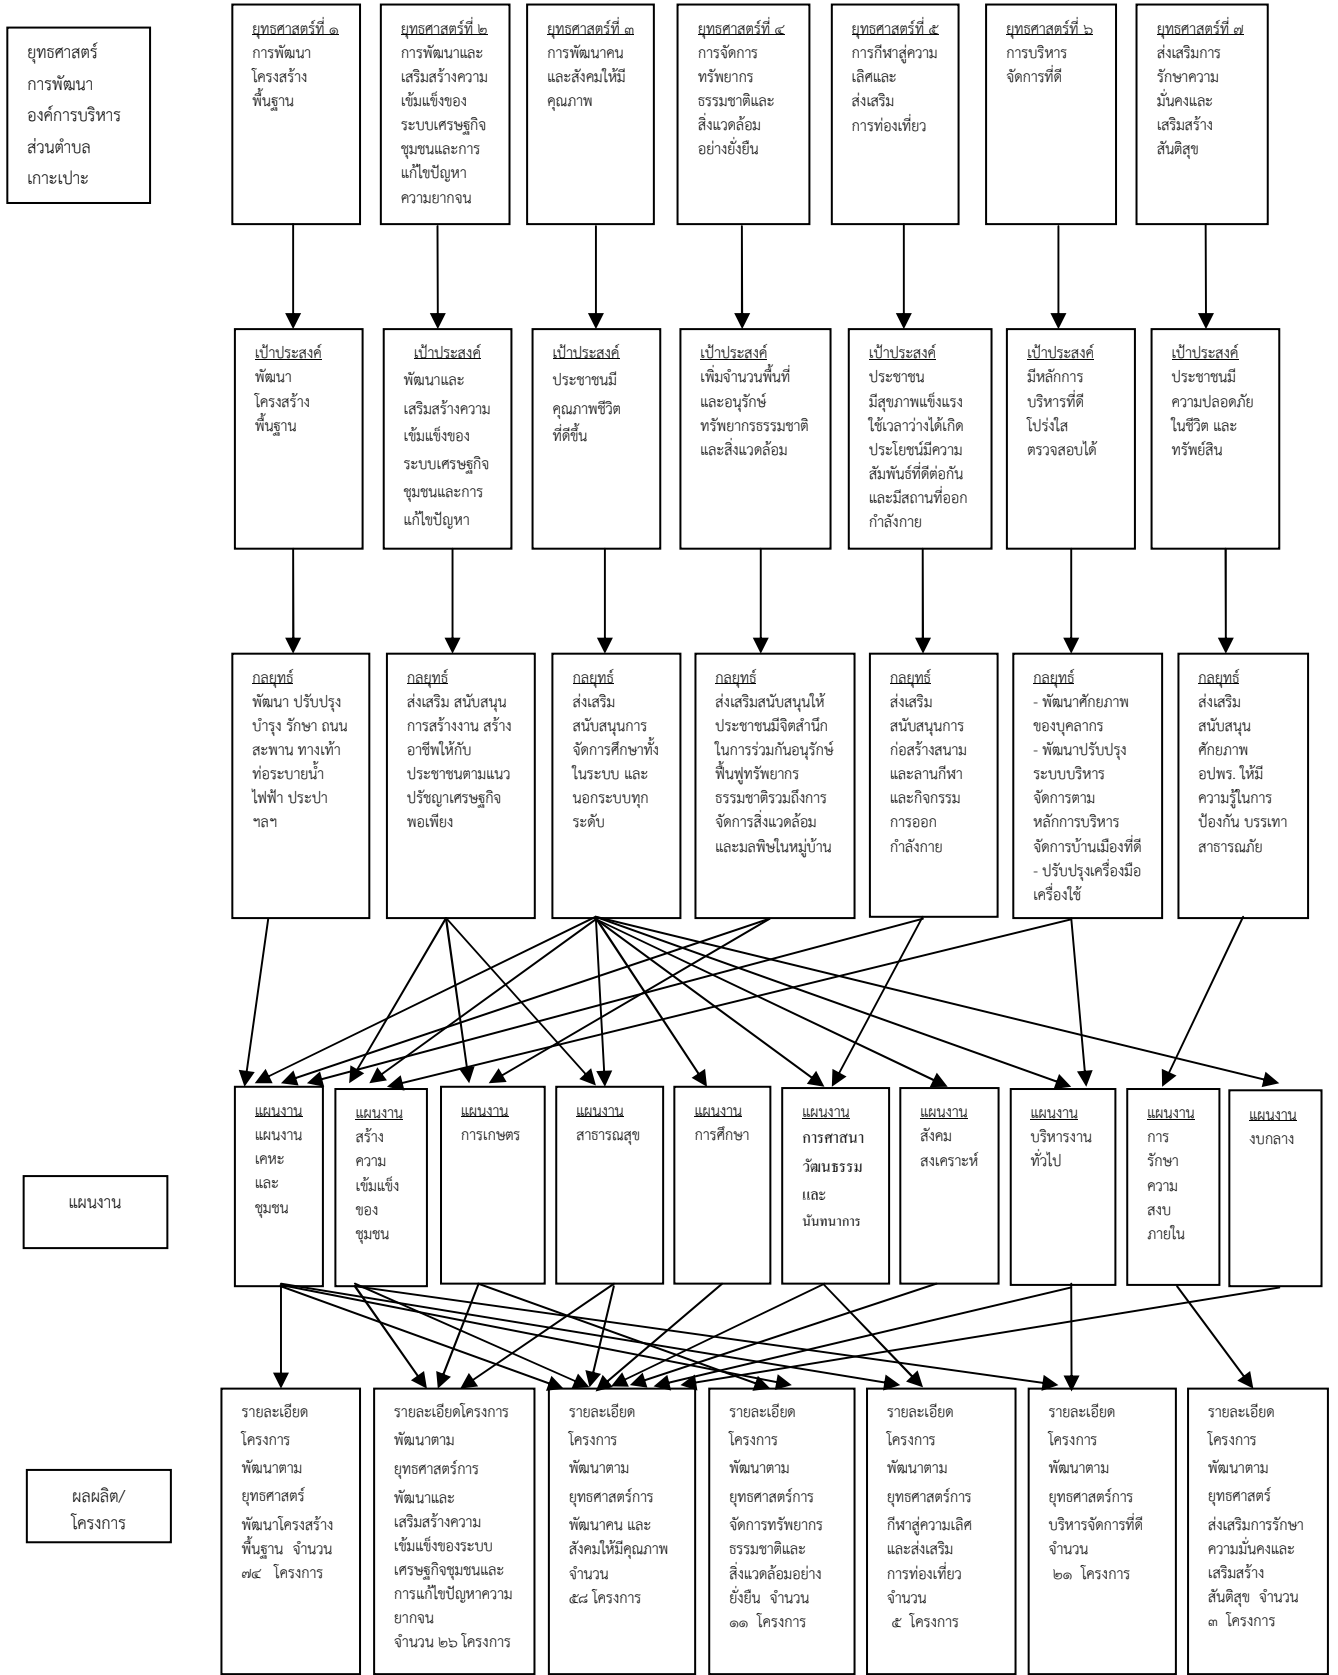 ยุทธศาสตร์
การพัฒนา
องค์การบริหาร
ส่วนตำบล
เกาะเปาะ
ยุทธศาสตร์ที่ ๑
การพัฒนา
โครงสร้าง
พื้นฐาน
ยุทธศาสตร์ที่ ๒
การพัฒนาและ
เสริมสร้างความ
เข้มแข็งของ
ระบบเศรษฐกิจ
ชุมชนและการ
แก้ไขปัญหา
ความยากจน
ยุทธศาสตร์ที่ ๓
การพัฒนาคน
และสังคมให้มี
คุณภาพ
ยุทธศาสตร์ที่ ๔
การจัดการ
ทรัพยากร
ธรรมชาติและ
สิ่งแวดล้อม
อย่างยั่งยืน
ยุทธศาสตร์ที่ ๕
การกีฬาสู่ความ
เลิศและ
ส่งเสริม
การท่องเที่ยว
ยุทธศาสตร์ที่ ๖
การบริหาร
จัดการที่ดี
ยุทธศาสตร์ที่ ๗
ส่งเสริมการ
รักษาความ
มั่นคงและ
เสริมสร้าง
สันติสุข
เป้าประสงค์
พัฒนา
โครงสร้าง
พื้นฐาน
เป้าประสงค์
พัฒนาและ
เสริมสร้างความ
เข้มแข็งของ
ระบบเศรษฐกิจ
ชุมชนและการ
แก้ไขปัญหา
เป้าประสงค์
ประชาชนมี
คุณภาพชีวิต
ที่ดีขึ้น
เป้าประสงค์
เพิ่มจำนวนพื้นที่
และอนุรักษ์
ทรัพยากรธรรมชาติ
และสิ่งแวดล้อม
เป้าประสงค์
ประชาชน
มีสุขภาพแข็งแรง
ใช้เวลาว่างได้เกิด
ประโยชน์มีความ
สัมพันธ์ที่ดีต่อกัน
และมีสถานที่ออก
กำลังกาย
เป้าประสงค์
มีหลักการ
บริหารที่ดี
โปร่งใส
ตรวจสอบได้
เป้าประสงค์
ประชาชนมี
ความปลอดภัย
ในชีวิต และ
ทรัพย์สิน
กลยุทธ์
พัฒนา ปรับปรุง
บำรุง รักษา ถนน
สะพาน ทางเท้า
ท่อระบายน้ำ
ไฟฟ้า ประปา
ฯลฯ
กลยุทธ์
ส่งเสริม สนับสนุน
การสร้างงาน สร้าง
อาชีพให้กับ
ประชาชนตามแนว
ปรัชญาเศรษฐกิจ
พอเพียง
กลยุทธ์
ส่งเสริม
สนับสนุนการ
จัดการศึกษาทั้ง
ในระบบ และ
นอกระบบทุก
ระดับ
กลยุทธ์
ส่งเสริมสนับสนุนให้
ประชาชนมีจิตสำนึก
ในการร่วมกันอนุรักษ์
ฟื้นฟูทรัพยากร
ธรรมชาติรวมถึงการ
จัดการสิ่งแวดล้อม
และมลพิษในหมู่บ้าน
กลยุทธ์
ส่งเสริม
สนับสนุนการ
ก่อสร้างสนาม
และลานกีฬา
และกิจกรรม
การออก
กำลังกาย
กลยุทธ์
- พัฒนาศักยภาพ
ของบุคลากร
- พัฒนาปรับปรุง
ระบบบริหาร
จัดการตาม
หลักการบริหาร
จัดการบ้านเมืองที่ดี
- ปรับปรุงเครื่องมือ
เครื่องใช้
กลยุทธ์
ส่งเสริม
สนับสนุน
ศักยภาพ
อปพร. ให้มี
ความรู้ในการ
ป้องกัน บรรเทา
สาธารณภัย
แผนงาน
แผนงาน
แผนงาน
เคหะ
และ
ชุมชน
แผนงาน
สร้าง
ความ
เข้มแข็ง
ของ
ชุมชน
แผนงาน
การเกษตร
แผนงาน
สาธารณสุข
แผนงาน
การศึกษา
แผนงาน
การศาสนา
วัฒนธรรม
และ
นันทนาการ
แผนงาน
สังคม
สงเคราะห์
แผนงาน
บริหารงาน
ทั่วไป
แผนงาน
การ
รักษา
ความ
สงบ
ภายใน
แผนงาน
งบกลาง
ผลผลิต/
โครงการ
รายละเอียด
โครงการ
พัฒนาตาม
ยุทธศาสตร์
พัฒนาโครงสร้าง
พื้นฐาน จำนวน
๗๔ โครงการ
รายละเอียดโครงการ
พัฒนาตาม
ยุทธศาสตร์การ
พัฒนาและ
เสริมสร้างความ
เข้มแข็งของระบบ
เศรษฐกิจชุมชนและ
การแก้ไขปัญหาความ
ยากจน
จำนวน ๒๖ โครงการ
รายละเอียด
โครงการ
พัฒนาตาม
ยุทธศาสตร์การ
พัฒนาคน และ
สังคมให้มีคุณภาพ
จำนวน
๕๘ โครงการ
รายละเอียด
โครงการ
พัฒนาตาม
ยุทธศาสตร์การ
จัดการทรัพยากร
ธรรมชาติและ
สิ่งแวดล้อมอย่าง
ยั่งยืน จำนวน
๑๑ โครงการ
รายละเอียด
โครงการ
พัฒนาตาม
ยุทธศาสตร์การ
กีฬาสู่ความเลิศ
และส่งเสริม
การท่องเที่ยว
จำนวน
๕ โครงการ
รายละเอียด
โครงการ
พัฒนาตาม
ยุทธศาสตร์การ
บริหารจัดการที่ดี
จำนวน
๒๑ โครงการ
รายละเอียด
โครงการ
พัฒนาตาม
ยุทธศาสตร์
ส่งเสริมการรักษา
ความมั่นคงและ
เสริมสร้าง
สันติสุข จำนวน
๓ โครงการ